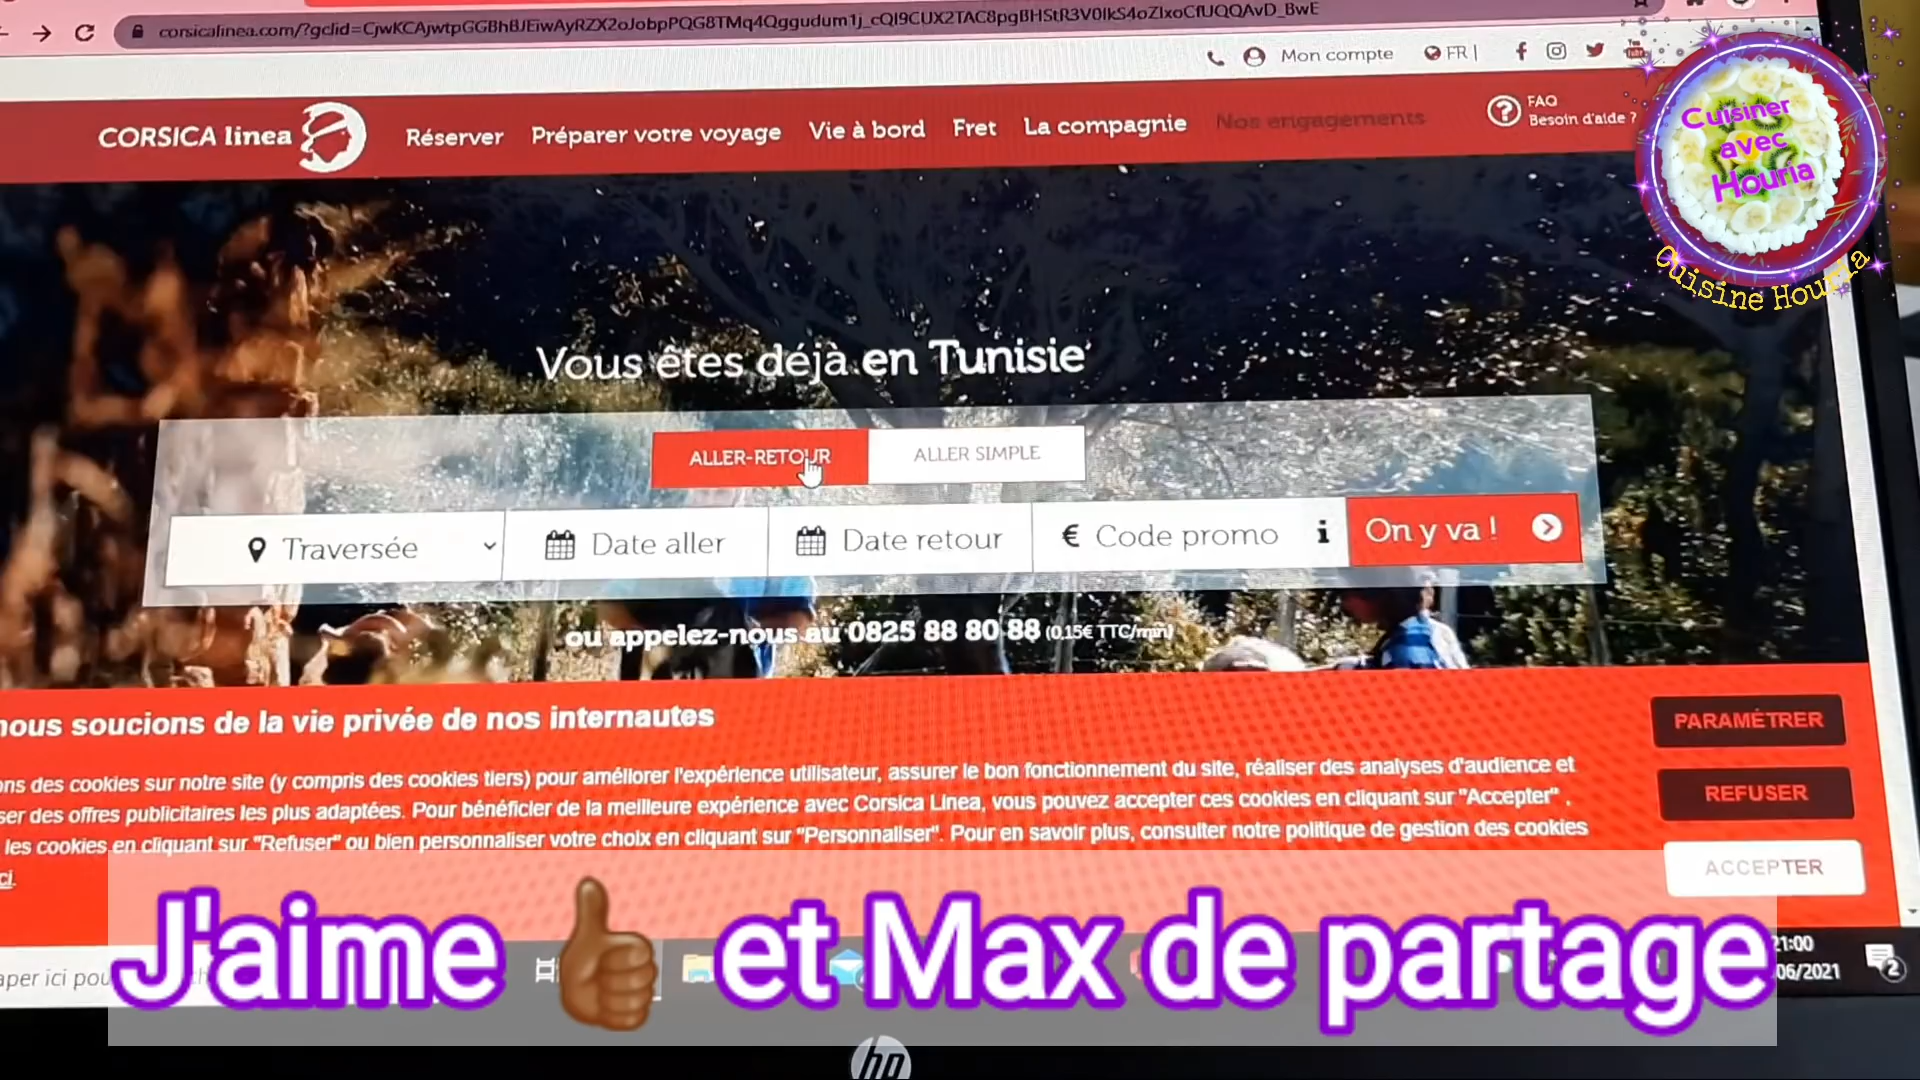 corsicalinea.com/?gclid=
Mon compte
FR |
CORSICA linea
Réserver
Préparer votre voyage
Vie à bord
Fret
La compagnie
Nos engagements
FAQ
Besoin d'aide ?
Cuisiner
avec
Houria
Cuisine Houria
Vous êtes déjà en Tunisie
ALLER-RETOUR
ALLER SIMPLE
Traversée
Date aller
Date retour
€ Code promo
On y va !
ou appelez-nous au 0825 88 80 88 (0.15€ TTC/min)
nous soucions de la vie privée de nos internautes
PARAMÉTRER
des cookies sur notre site (y compris des cookies tiers) pour améliorer l'expérience utilisateur, assurer le bon fonctionnement du site, réaliser des analyses d'audience et
des offres publicitaires les plus adaptées. Pour bénéficier de la meilleure expérience avec Corsica Linea, vous pouvez accepter ces cookies en cliquant sur "Accepter" ,
REFUSER
les cookies en cliquant sur "Refuser" ou bien personnaliser votre choix en cliquant sur "Personnaliser". Pour en savoir plus, consulter notre politique de gestion des cookies
ACCEPTER
J'aime 👍🏾 et Max de partage
21:00
06/2021
2
hp